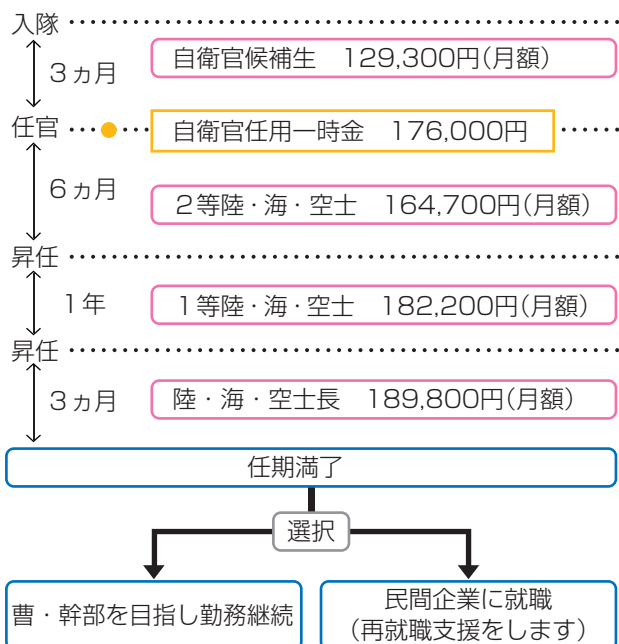 入隊
3ヵ月
自衛官候補生 129,300円(月額)
任官
自衛官任用一時金 176,000円
6ヵ月
2等陸・海・空士 164,700円(月額)
昇任
1年
1等陸・海・空士 182,200円(月額)
昇任
3ヵ月
陸・海・空士長 189,800円(月額)
任期満了
選択
曹・幹部を目指し勤務継続
民間企業に就職
(再就職支援をします)